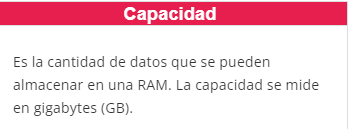 Capacidad
Es la cantidad de datos que se pueden
almacenar en una RAM. La capacidad se mide
en gigabytes (GB).